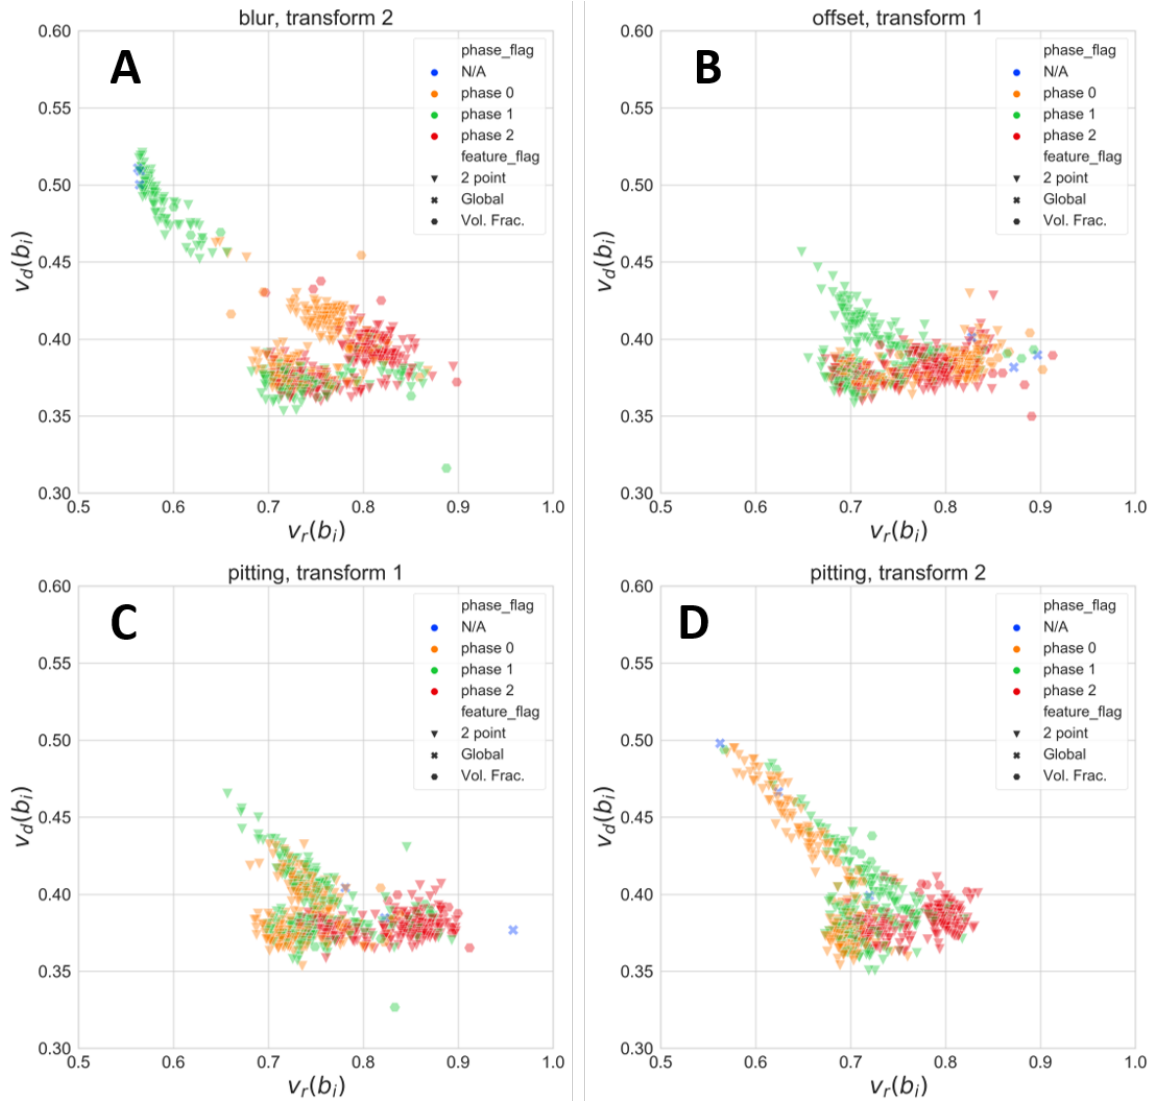 blur, transform 2
A
phase_flag
N/A
phase 0
phase 1
phase 2
feature_flag
2 point
Global
Vol. Frac.
0.60
0.55
0.50
0.45
0.40
0.35
0.30
v_d(b_i)
0.5 0.6 0.7 0.8 0.9 1.0
v_r(b_i)
offset, transform 1
B
phase_flag
N/A
phase 0
phase 1
phase 2
feature_flag
2 point
Global
Vol. Frac.
0.60
0.55
0.50
0.45
0.40
0.35
0.30
v_d(b_i)
0.5 0.6 0.7 0.8 0.9 1.0
v_r(b_i)
pitting, transform 1
C
phase_flag
N/A
phase 0
phase 1
phase 2
feature_flag
2 point
Global
Vol. Frac.
0.60
0.55
0.50
0.45
0.40
0.35
0.30
v_d(b_i)
0.5 0.6 0.7 0.8 0.9 1.0
v_r(b_i)
pitting, transform 2
D
phase_flag
N/A
phase 0
phase 1
phase 2
feature_flag
2 point
Global
Vol. Frac.
0.60
0.55
0.50
0.45
0.40
0.35
0.30
v_d(b_i)
0.5 0.6 0.7 0.8 0.9 1.0
v_r(b_i)